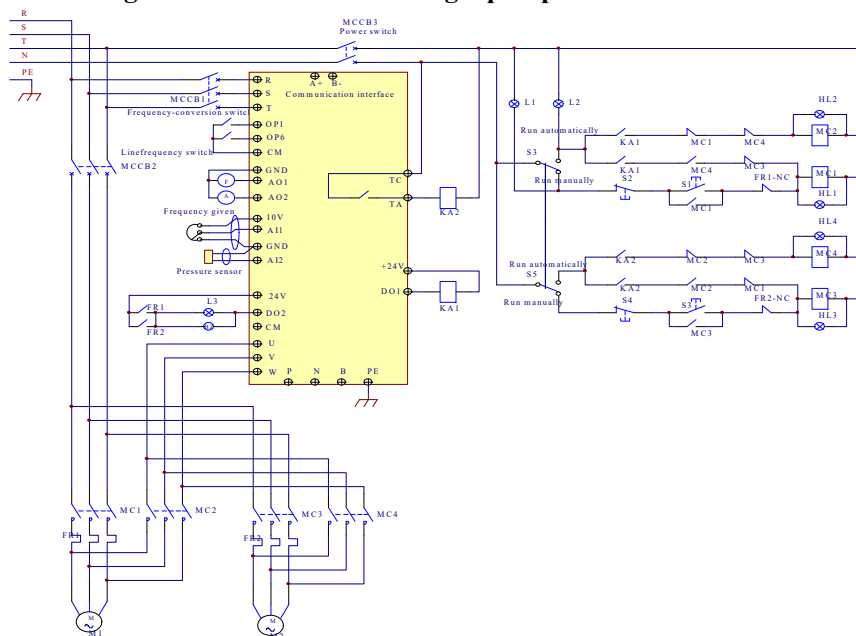 R
S
T
N
PE
MCCB3
Power switch
R
S
T
OP1
OP6
CM
GND
AO1
AO2
10V
AI1
GND
AI2
24V
DO2
CM
U
V
W
A+ B-
Communication interface
MCCB1
Frequency-conversion switch
Linefrequency switch
MCCB2
F
A
Frequency given
Pressure sensor
FR1
FR2
L3
TC
TA
+24V
DO1
P N B PE
KA2
KA1
L1
L2
Run automatically
S3
Run manually
KA1 MC1 MC4
HL2
MC2
KA1 MC4 MC3
MC1
S2
S1
MC1
FR1-NC
HL1
Run automatically
S5
Run manually
KA2 MC2 MC3
HL4
MC4
KA2 MC2 MC1
MC3
S4
S3
MC3
FR2-NC
HL3
MC1
MC2
MC3
MC4
FR1
FR2
M
M1
M